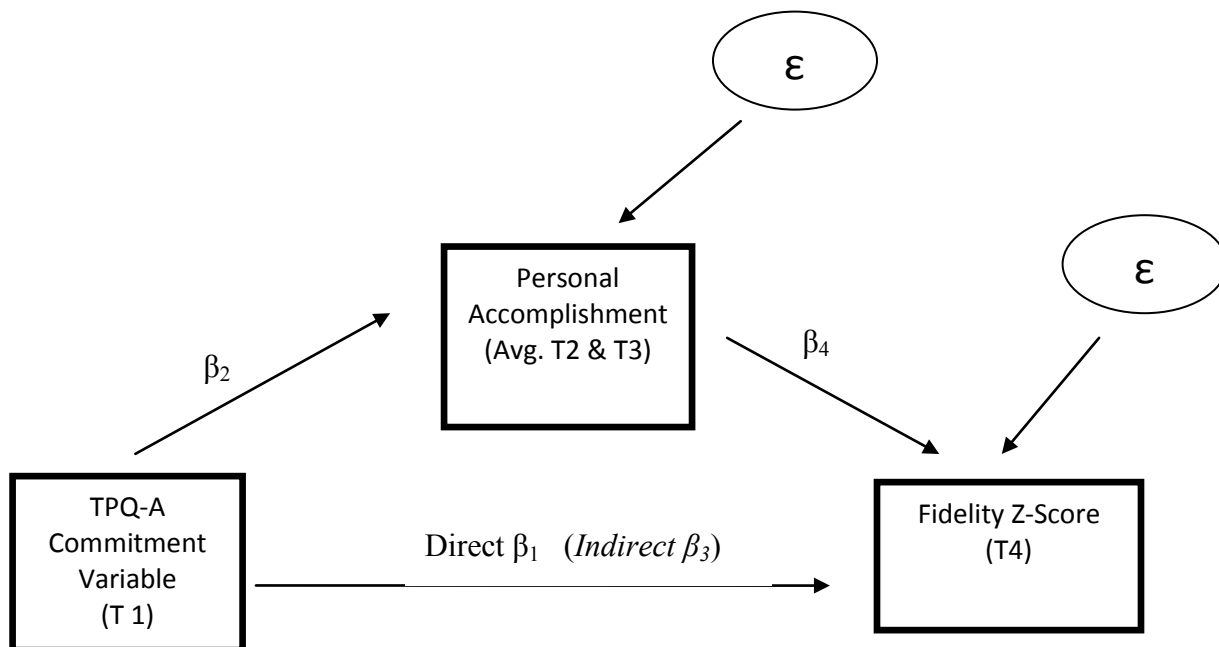 ε
ε
Personal
Accomplishment
(Avg. T2 & T3)
β2
β4
TPQ-A
Commitment
Variable
(T 1)
Direct β1 (Indirect β3)
Fidelity Z-Score
(T4)